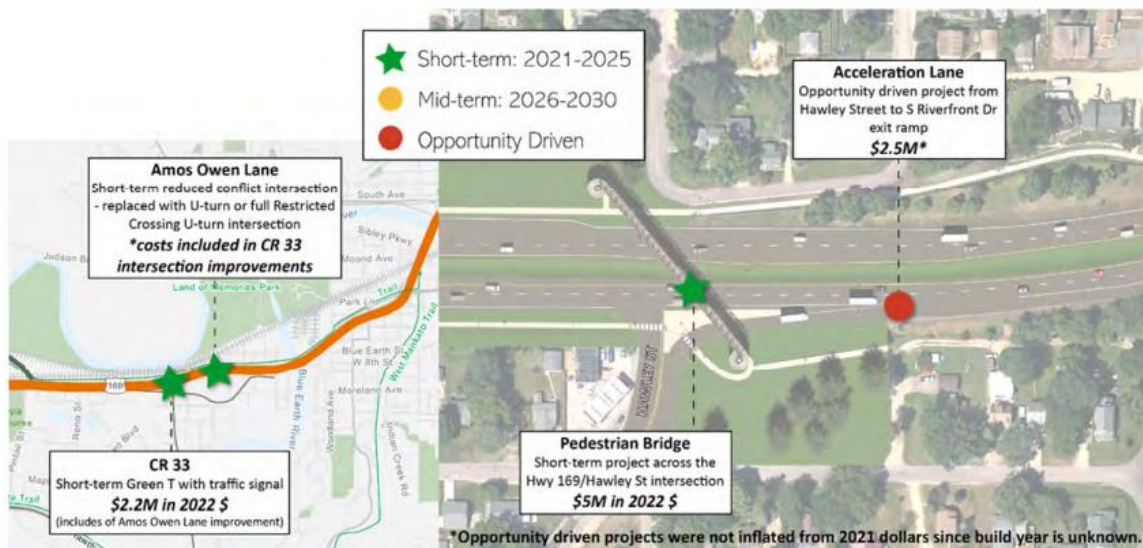 Short-term: 2021-2025
Mid-term: 2026-2030
Opportunity Driven
Acceleration Lane
Opportunity driven project from
Hawley Street to S Riverfront Dr
exit ramp
$2.5M*
Amos Owen Lane
Short-term reduced conflict intersection
- replaced with U-turn or full Restricted
Crossing U-turn intersection
*costs included in CR 33
intersection improvements
South Ave
Sibley Pkwy
Mound Ave
Land of Memories Park
Trail
Park Ln
Blue Earth St
W 8th St
West Mankato Trail
169
Moreland Ave
Reno St
Blue Earth River
Woodland Ave
Indian Creek Rd
HAWLEY ST
CR 33
Short-term Green T with traffic signal
$2.2M in 2022 $
(includes of Amos Owen Lane improvement)
Pedestrian Bridge
Short-term project across the
Hwy 169/Hawley St intersection
$5M in 2022 $
*Opportunity driven projects were not inflated from 2021 dollars since build year is unknown.